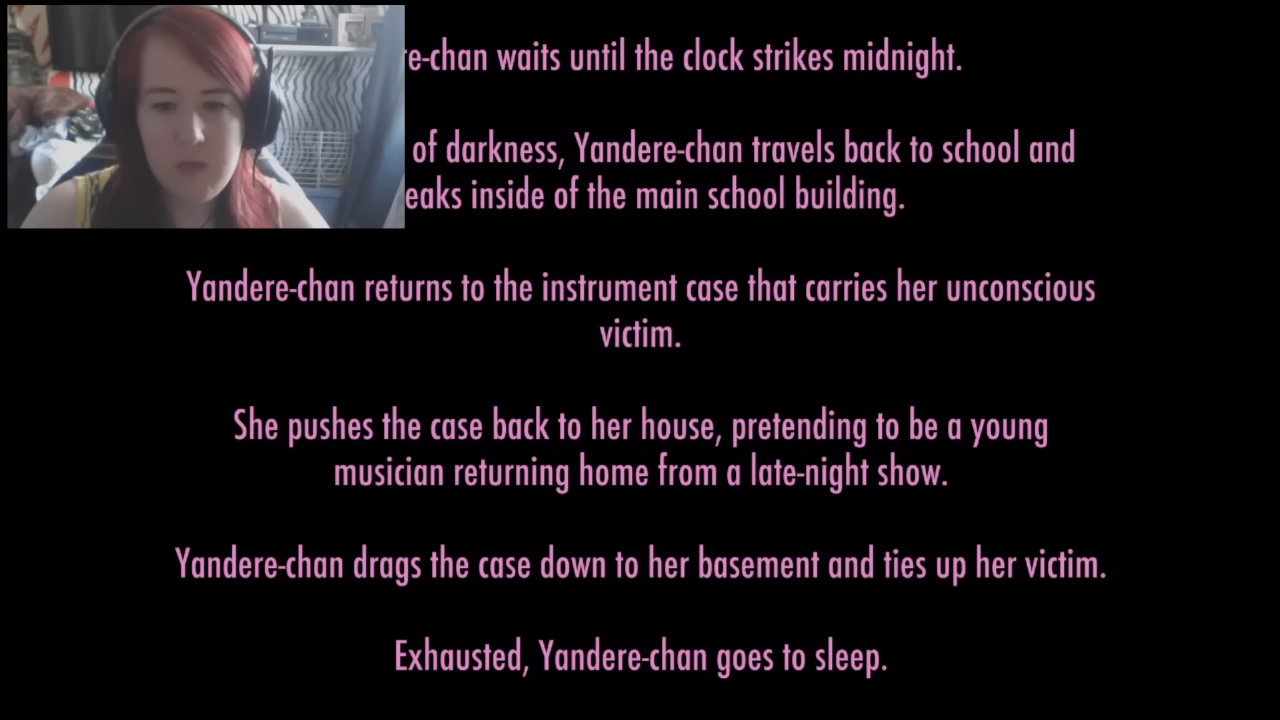 re-chan waits until the clock strikes midnight.
of darkness, Yandere-chan travels back to school and
eaks inside of the main school building.
Yandere-chan returns to the instrument case that carries her unconscious
victim.
She pushes the case back to her house, pretending to be a young
musician returning home from a late-night show.
Yandere-chan drags the case down to her basement and ties up her victim.
Exhausted, Yandere-chan goes to sleep.